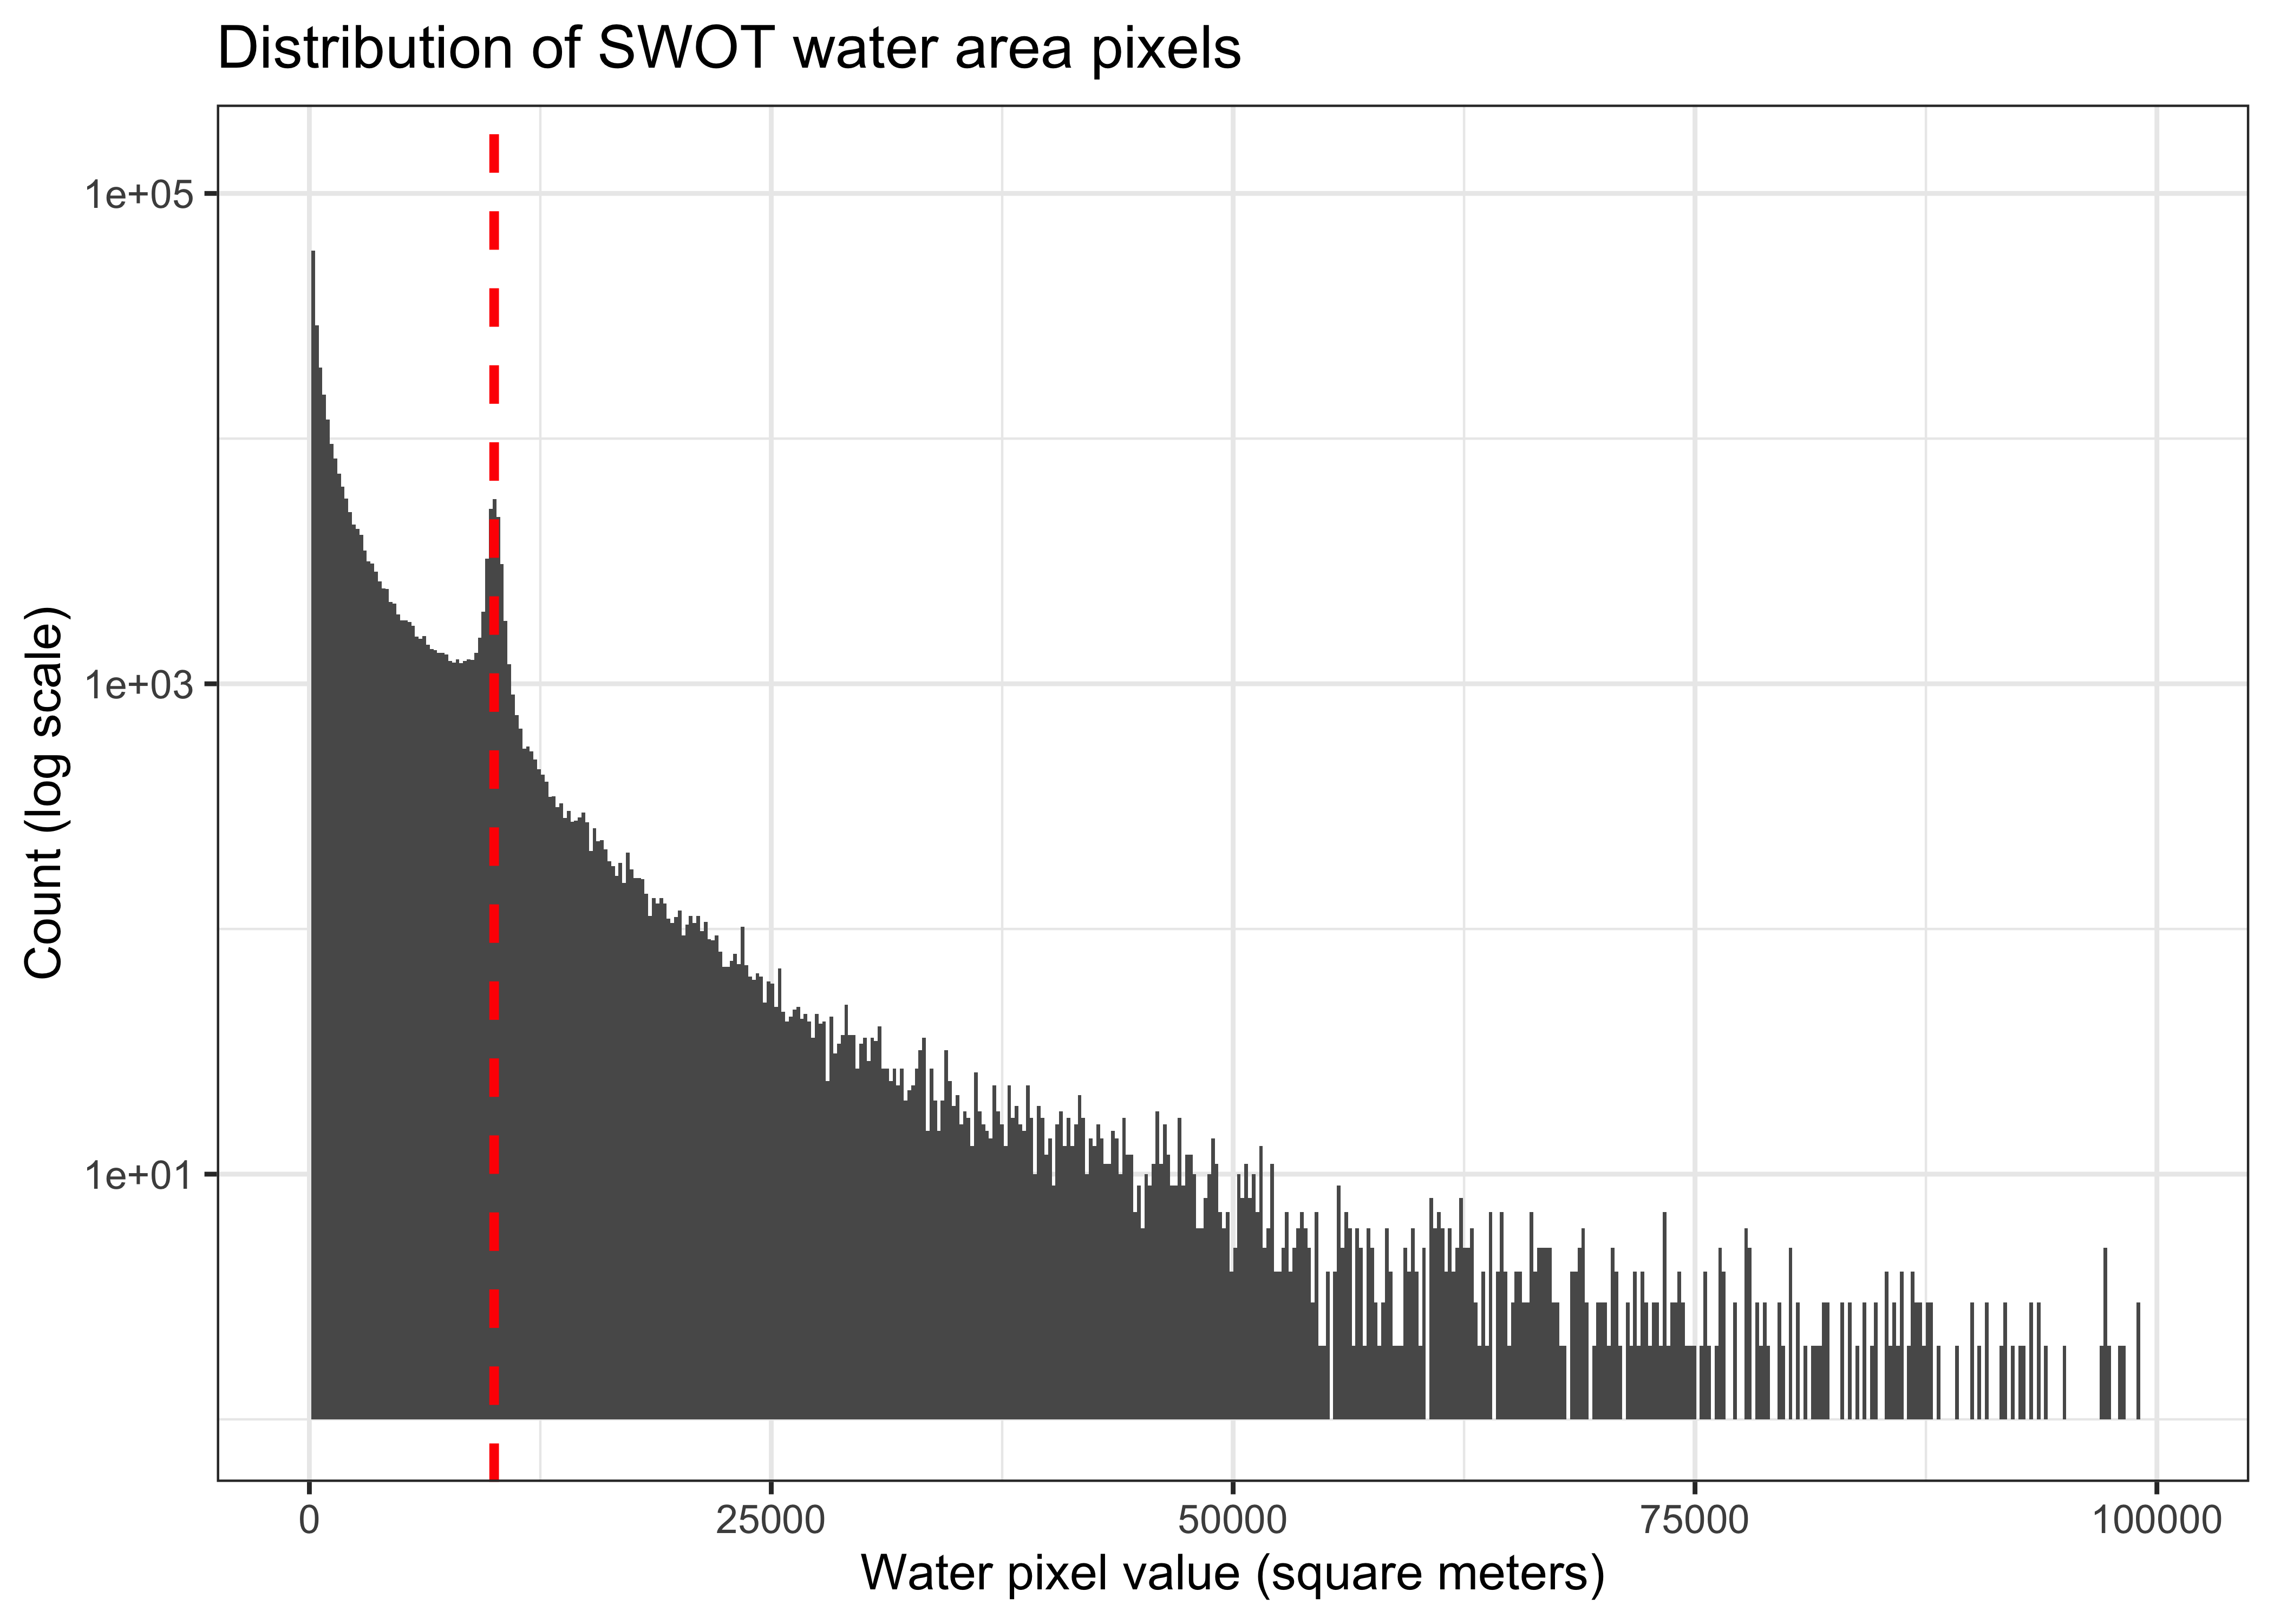 Distribution of SWOT water area pixels
1e+05
1e+03
1e+01
Count (log scale)
0
25000
50000
75000
100000
Water pixel value (square meters)